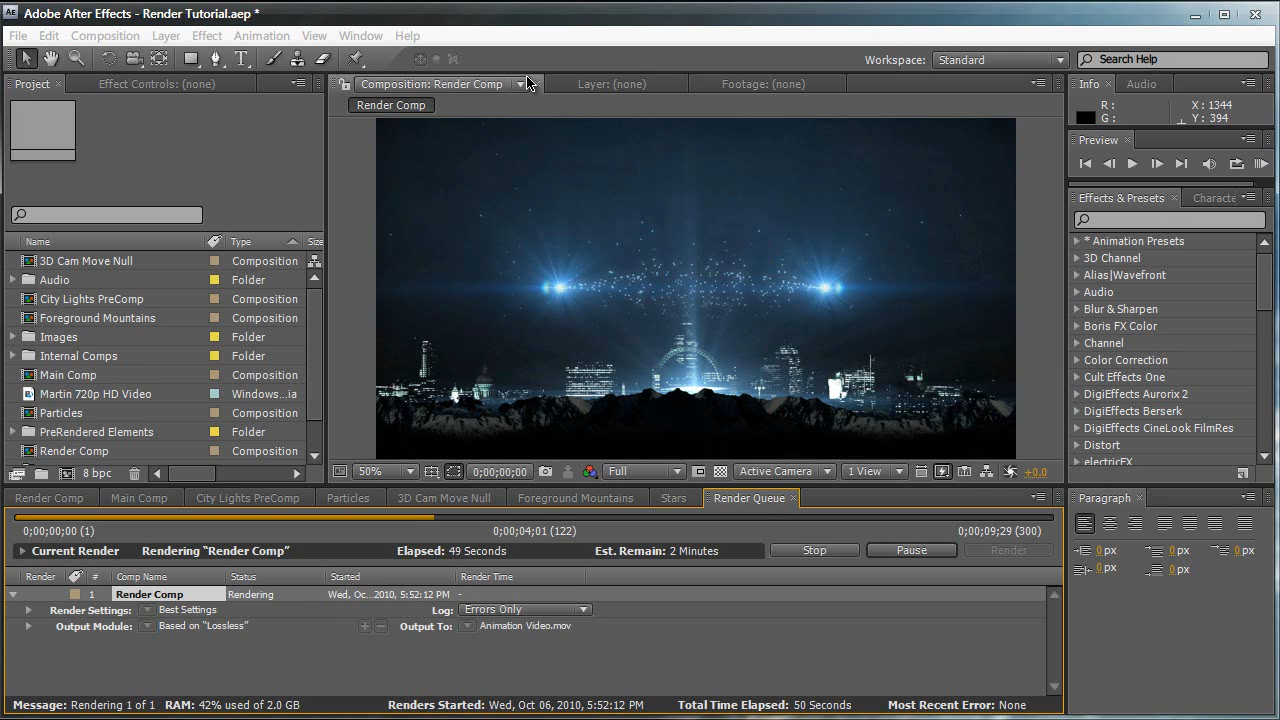 Ae Adobe After Effects - Render Tutorial.aep *
File Edit Composition Layer Effect Animation View Window Help
T Workspace: Standard Search Help
Project × Effect Controls: (none)
Composition: Render Comp Layer: (none) Footage: (none)
Render Comp
Name Type Size
3D Cam Move Null Composition
Audio Folder
City Lights PreComp Composition
Foreground Mountains Composition
Images Folder
Internal Comps Folder
Main Comp Composition
Martin 720p HD Video Windows...ia
Particles Composition
PreRendered Elements Folder
Render Comp Composition
8 bpc
50% 0;00;00;00 Full Active Camera 1 View +0.0
Info × Audio
R : X : 1344
G : Y : 394
Preview ×
Effects & Presets × Characte
* Animation Presets
3D Channel
Alias|Wavefront
Audio
Blur & Sharpen
Boris FX Color
Channel
Color Correction
Cult Effects One
DigiEffects Aurorix 2
DigiEffects Berserk
DigiEffects CineLook FilmRes
Distort
electricFX
Render Comp Main Comp City Lights PreComp Particles 3D Cam Move Null Foreground Mountains Stars Render Queue ×
0;00;00;00 (1) 0;00;04;01 (122) 0;00;09;29 (300)
Current Render Rendering “Render Comp” Elapsed: 49 Seconds Est. Remain: 2 Minutes Stop Pause Render
Render # Comp Name Status Started Render Time
1 Render Comp Rendering Wed, Oc...2010, 5:52:12 PM -
Render Settings: Best Settings Log: Errors Only
Output Module: Based on “Lossless” Output To: Animation Video.mov
Message: Rendering 1 of 1 RAM: 42% used of 2.0 GB Renders Started: Wed, Oct 06, 2010, 5:52:12 PM Total Time Elapsed: 50 Seconds Most Recent Error: None
Paragraph ×
0 px 0 px 0 px
0 px 0 px